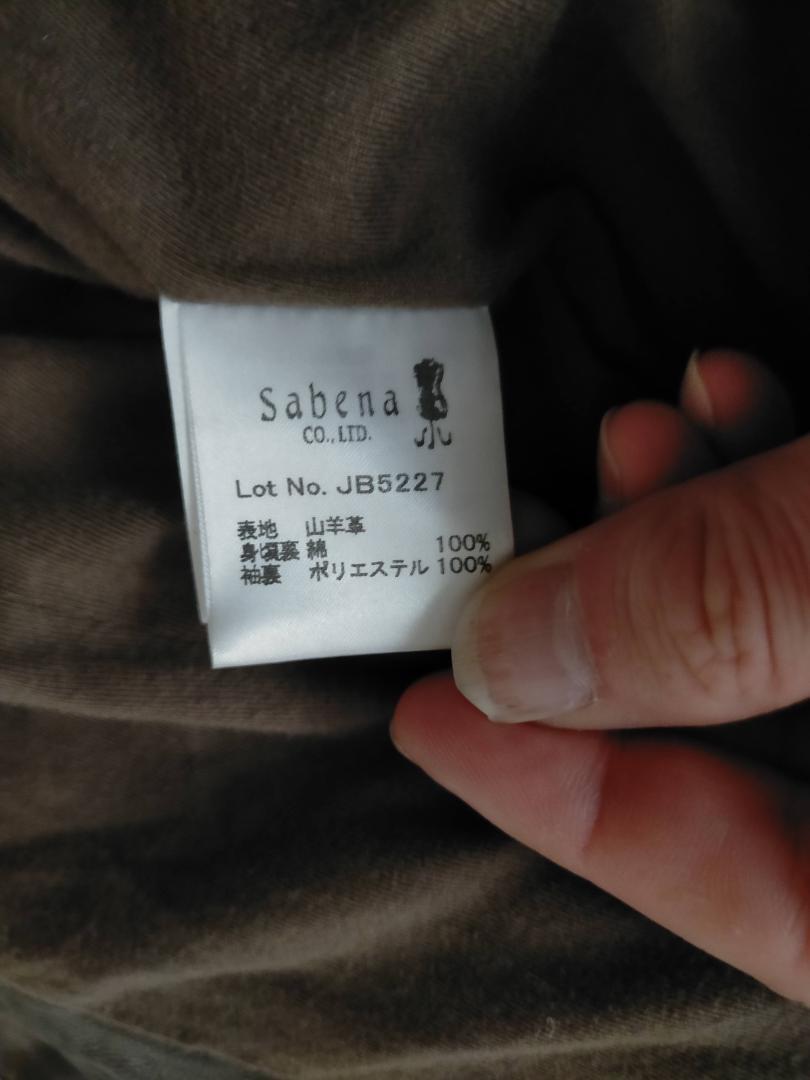 Sabena
CO.,LTD.
Lot No. JB5227
表地 山羊革
身頃裏 綿 100%
袖裏 ポリエステル 100%